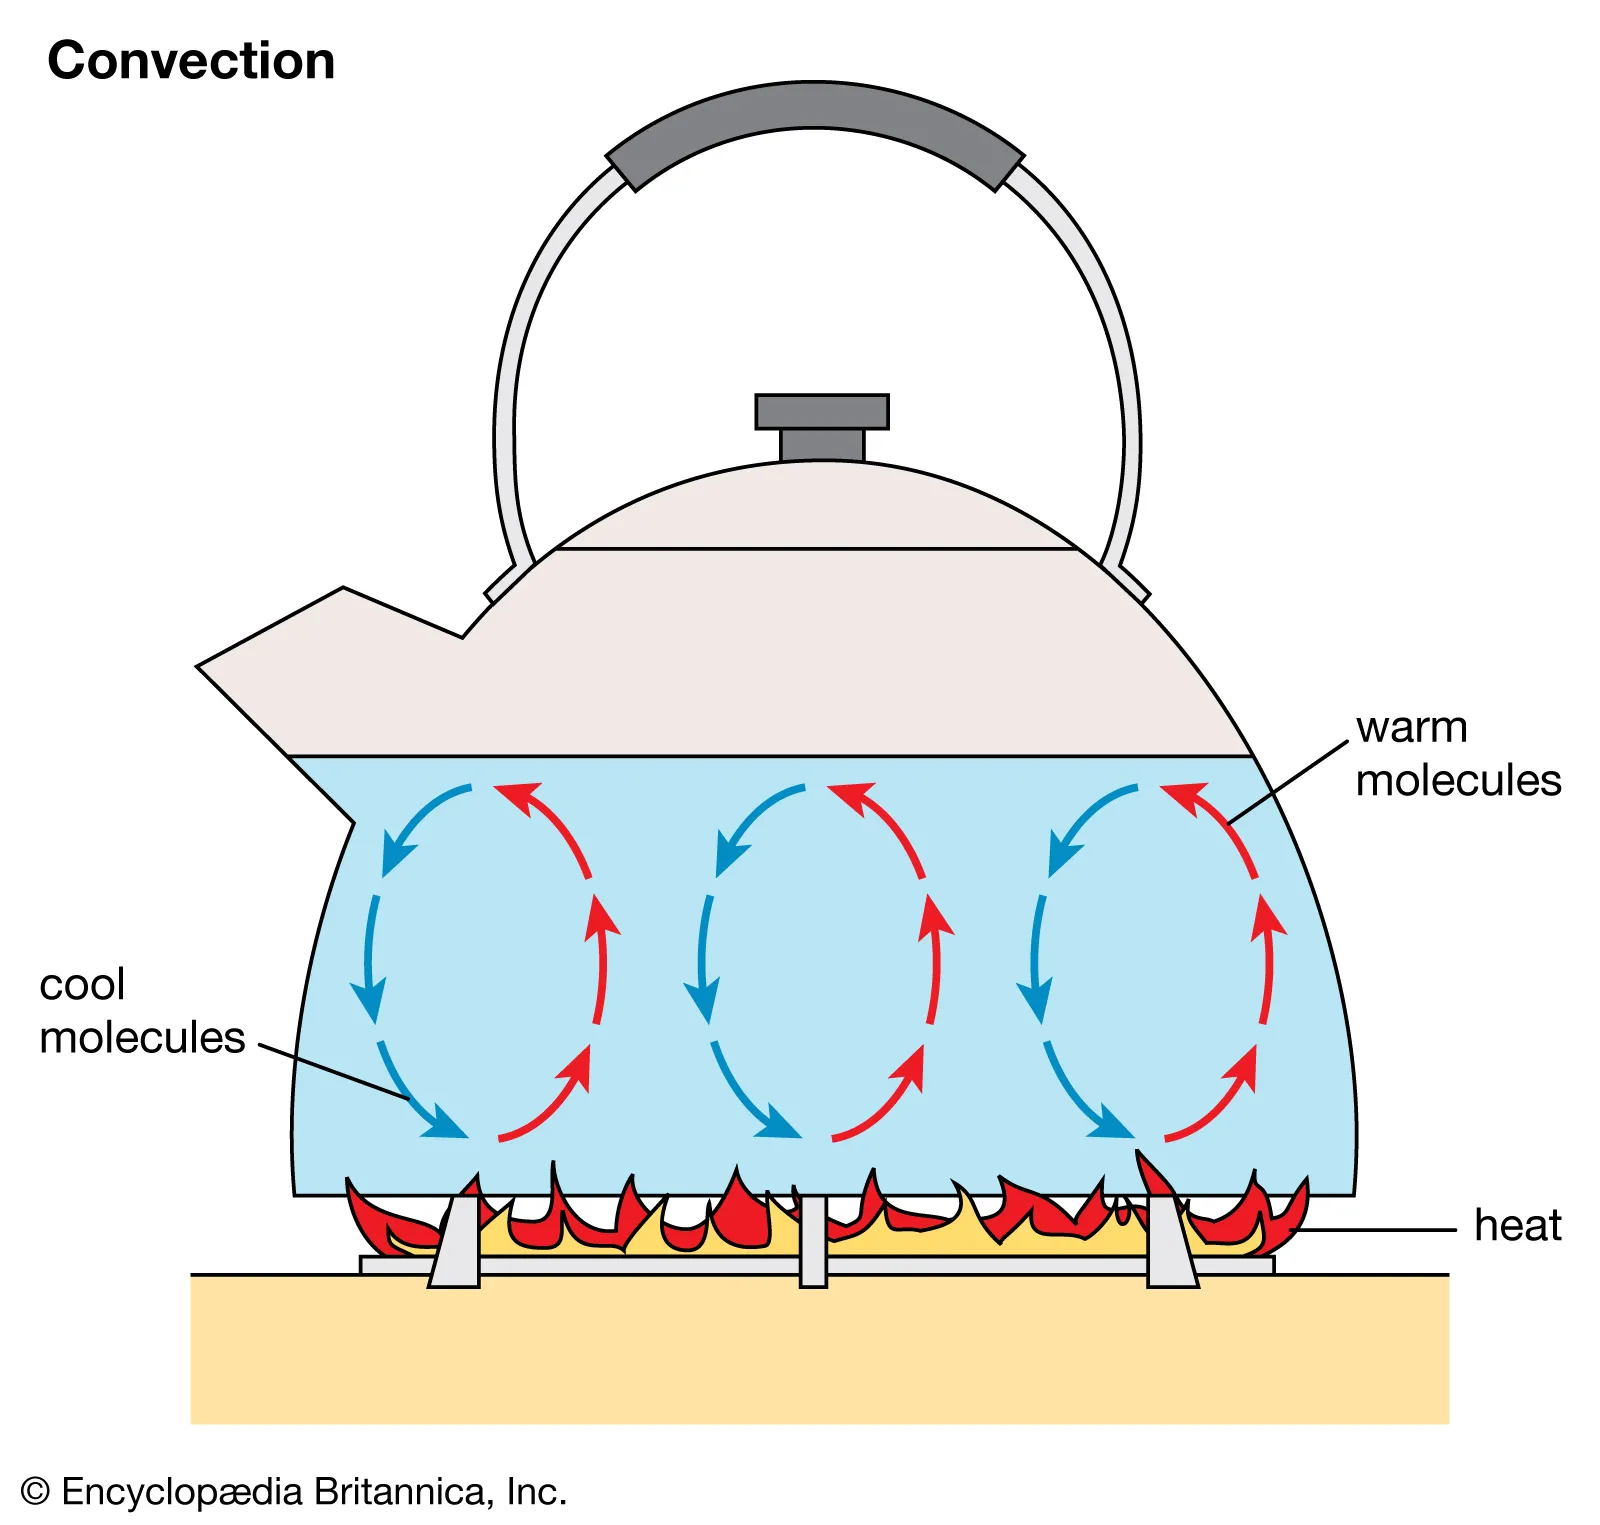 Convection
warm
molecules
cool
molecules
heat
© Encyclopædia Britannica, Inc.